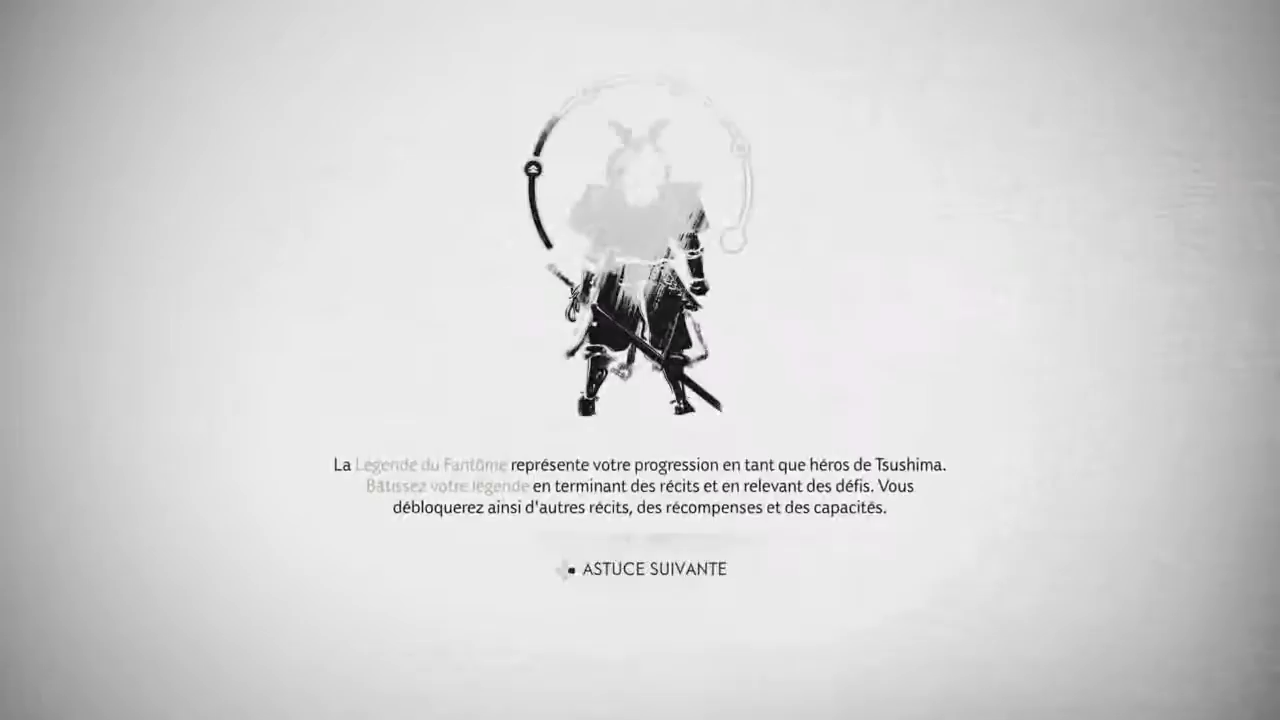 La Légende du Fantôme représente votre progression en tant que héros de Tsushima.
Bâtissez votre légende en terminant des récits et en relevant des défis. Vous
débloquerez ainsi d'autres récits, des récompenses et des capacités.
ASTUCE SUIVANTE